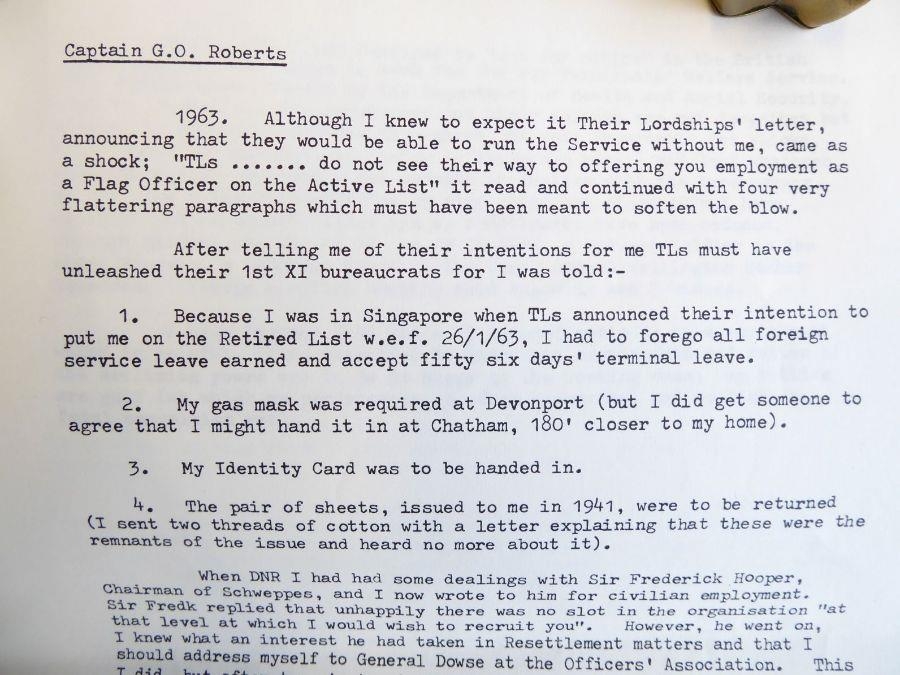 Captain G.O. Roberts
1963. Although I knew to expect it Their Lordships' letter,
announcing that they would be able to run the Service without me, came as
a shock; "TLs ....... do not see their way to offering you employment as
a Flag Officer on the Active List" it read and continued with four very
flattering paragraphs which must have been meant to soften the blow.
After telling me of their intentions for me TLs must have
unleashed their 1st XI bureaucrats for I was told:-
1. Because I was in Singapore when TLs announced their intention to
put me on the Retired List w.e.f. 26/1/63, I had to forego all foreign
service leave earned and accept fifty six days' terminal leave.
2. My gas mask was required at Devonport (but I did get someone to
agree that I might hand it in at Chatham, 180' closer to my home).
3. My Identity Card was to be handed in.
4. The pair of sheets, issued to me in 1941, were to be returned
(I sent two threads of cotton with a letter explaining that these were the
remnants of the issue and heard no more about it).
When DNR I had had some dealings with Sir Frederick Hooper,
Chairman of Schweppes, and I now wrote to him for civilian employment.
Sir Fredk replied that unhappily there was no slot in the organisation "at
that level at which I would wish to recruit you". However, he went on,
I knew what an interest he had taken in Resettlement matters and that I
should address myself to General Dowse at the Officers' Association. This
I did, but